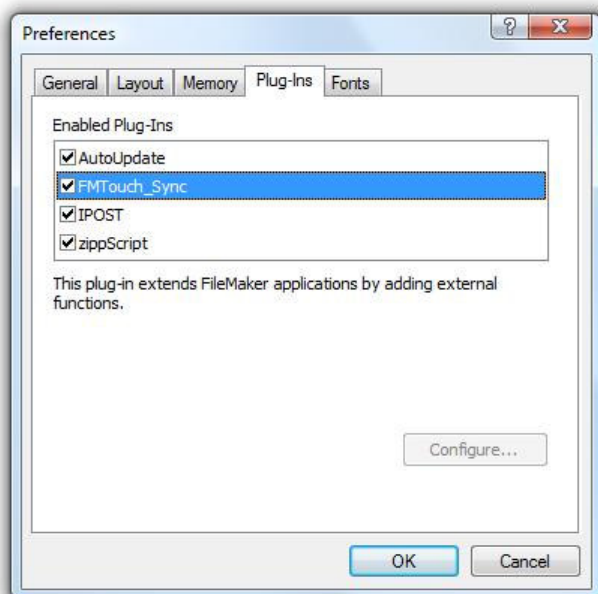 Preferences
General Layout Memory Plug-Ins Fonts
Enabled Plug-Ins
AutoUpdate
FMTouch_Sync
IPOST
zippScript
This plug-in extends FileMaker applications by adding external
functions.
Configure...
OK Cancel